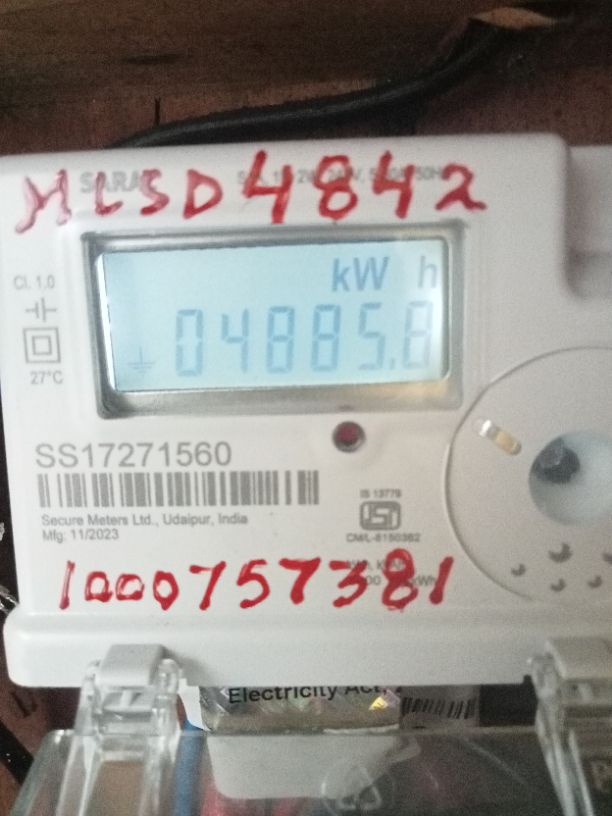 MLSD4842
kW h
04885.8
Cl. 1.0
27°C
SS17271560
Secure Meters Ltd., Udaipur, India
Mfg: 11/2023
IS 13779
ISI
CM/L-8150362
1000757381
Electricity Act,